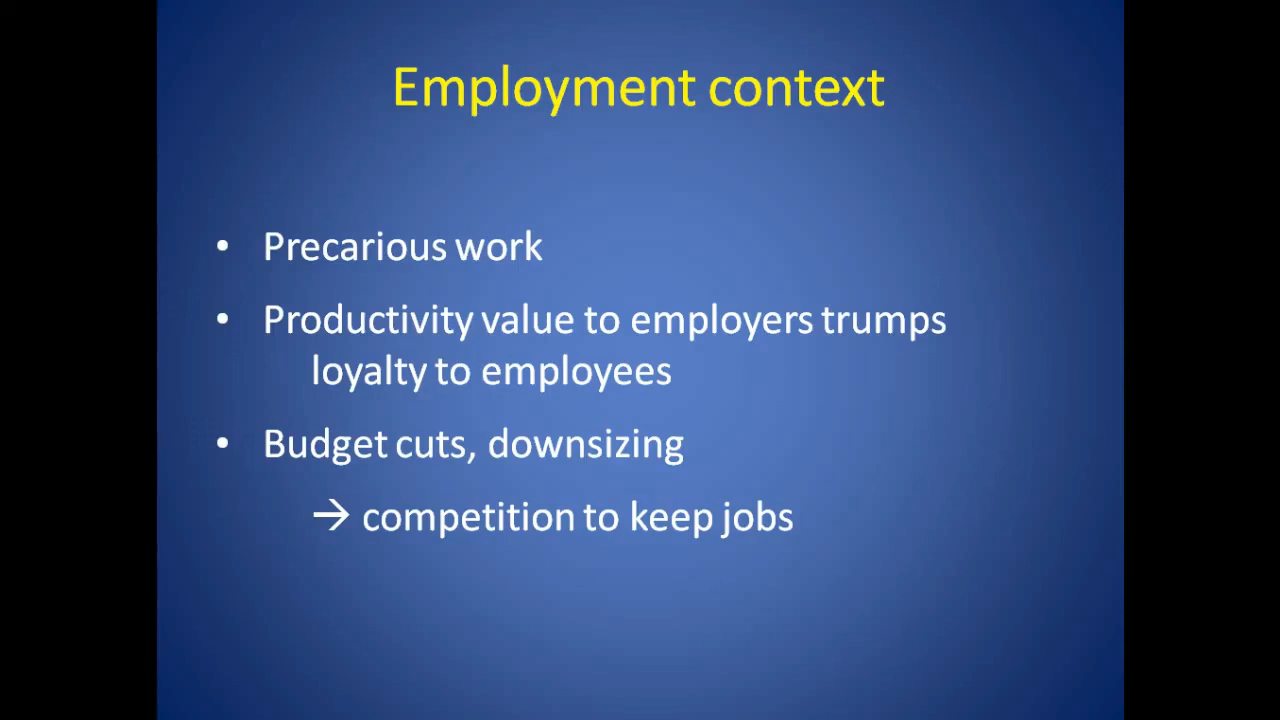 Employment context
• Precarious work
• Productivity value to employers trumps
loyalty to employees
• Budget cuts, downsizing
→ competition to keep jobs